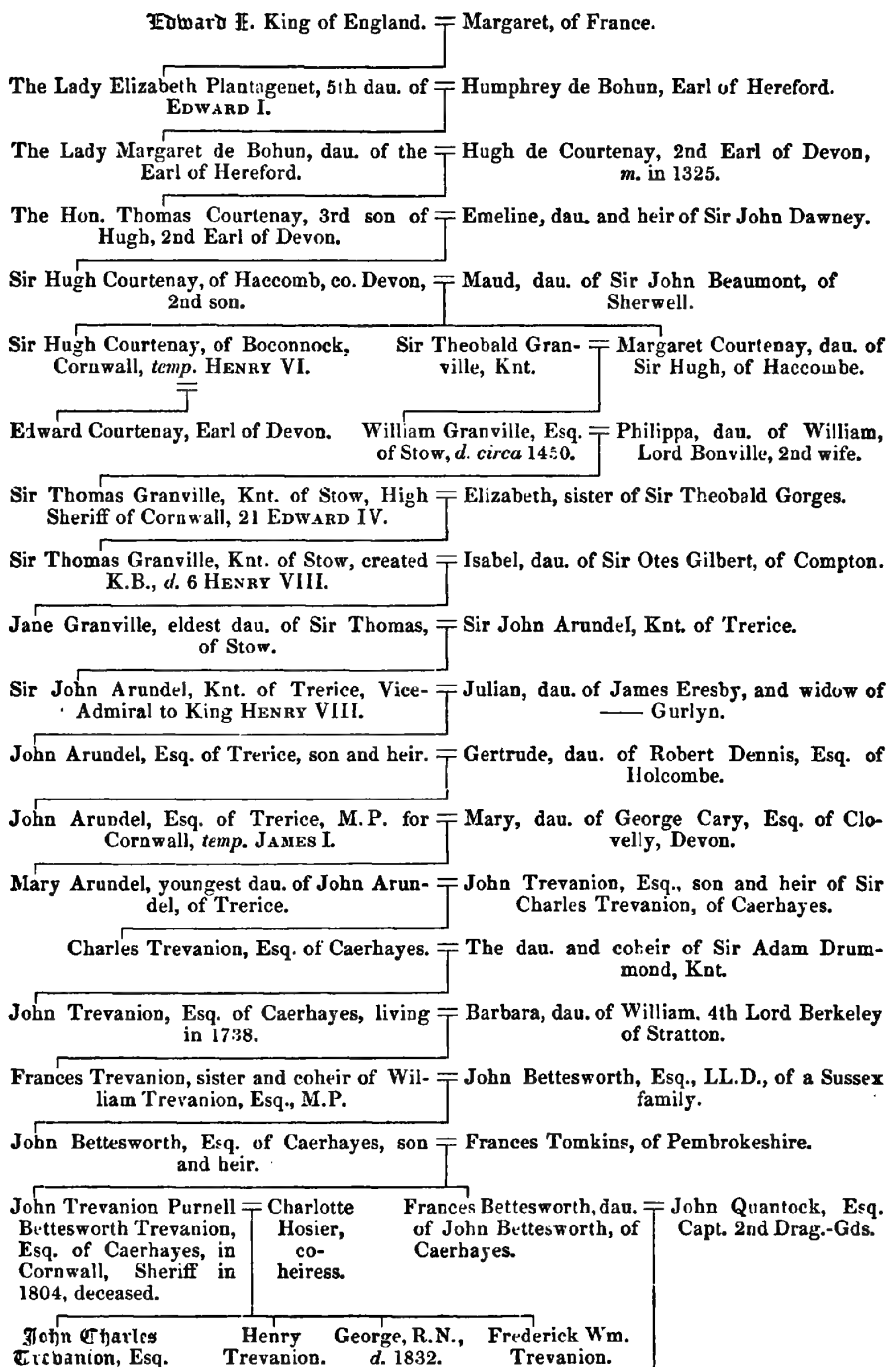 Edward I. King of England. = Margaret, of France.
The Lady Elizabeth Plantagenet, 5th dau. of = Humphrey de Bohun, Earl of Hereford.
EDWARD I.
The Lady Margaret de Bohun, dau. of the = Hugh de Courtenay, 2nd Earl of Devon,
Earl of Hereford. m. in 1325.
The Hon. Thomas Courtenay, 3rd son of = Emeline, dau. and heir of Sir John Dawney.
Hugh, 2nd Earl of Devon.
Sir Hugh Courtenay, of Haccomb, co. Devon, = Maud, dau. of Sir John Beaumont, of
2nd son. Sherwell.
Sir Hugh Courtenay, of Boconnock, Sir Theobald Gran- = Margaret Courtenay, dau. of
Cornwall, temp. HENRY VI. ville, Knt. Sir Hugh, of Haccombe.
Edward Courtenay, Earl of Devon. William Granville, Esq. = Philippa, dau. of William,
of Stow, d. circa 1450. Lord Bonville, 2nd wife.
Sir Thomas Granville, Knt. of Stow, High = Elizabeth, sister of Sir Theobald Gorges.
Sheriff of Cornwall, 21 EDWARD IV.
Sir Thomas Granville, Knt. of Stow, created = Isabel, dau. of Sir Otes Gilbert, of Compton.
K.B., d. 6 HENRY VIII.
Jane Granville, eldest dau. of Sir Thomas, = Sir John Arundel, Knt. of Trerice.
of Stow.
Sir John Arundel, Knt. of Trerice, Vice- = Julian, dau. of James Eresby, and widow of
Admiral to King HENRY VIII. —— Gurlyn.
John Arundel, Esq. of Trerice, son and heir. = Gertrude, dau. of Robert Dennis, Esq. of
Holcombe.
John Arundel, Esq. of Trerice, M.P. for = Mary, dau. of George Cary, Esq. of Clo-
Cornwall, temp. JAMES I. velly, Devon.
Mary Arundel, youngest dau. of John Arun- = John Trevanion, Esq., son and heir of Sir
del, of Trerice. Charles Trevanion, of Caerhayes.
Charles Trevanion, Esq. of Caerhayes. = The dau. and coheir of Sir Adam Drum-
mond, Knt.
John Trevanion, Esq. of Caerhayes, living = Barbara, dau. of William, 4th Lord Berkeley
in 1738. of Stratton.
Frances Trevanion, sister and coheir of Wil- = John Bettesworth, Esq., LL.D., of a Sussex
liam Trevanion, Esq., M.P. family.
John Bettesworth, Esq. of Caerhayes, son = Frances Tomkins, of Pembrokeshire.
and heir.
John Trevanion Purnell = Charlotte Frances Bettesworth, dau. = John Quantock, Esq.
Bettesworth Trevanion, Hosier, of John Bettesworth, of Capt. 2nd Drag.-Gds.
Esq. of Caerhayes, in co- Caerhayes.
Cornwall, Sheriff in heiress.
1804, deceased.
John Charles Henry George, R.N., Frederick Wm.
Trevanion, Esq. Trevanion. d. 1832. Trevanion.